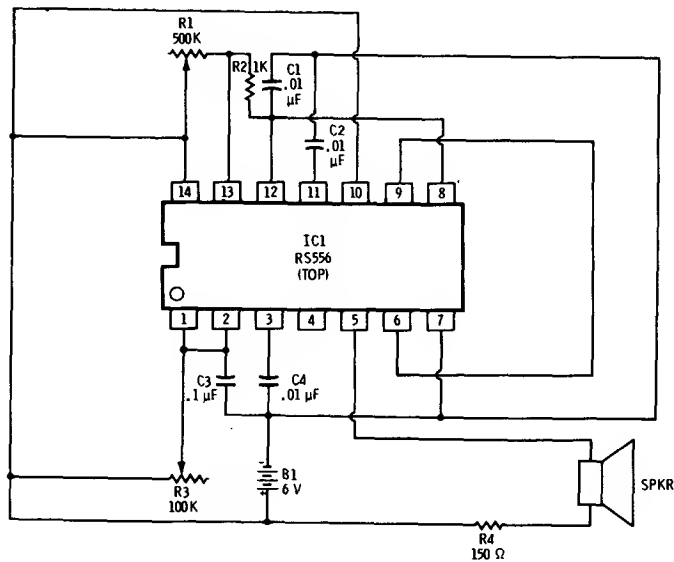 R1
500K
R2 1K
C1
.01
µF
C2
.01
µF
14
13
12
11
10
9
8
IC1
RS556
(TOP)
1
2
3
4
5
6
7
C3
.1 µF
C4
.01µF
-
B1
6 V
+
R3
100K
SPKR
R4
150 Ω